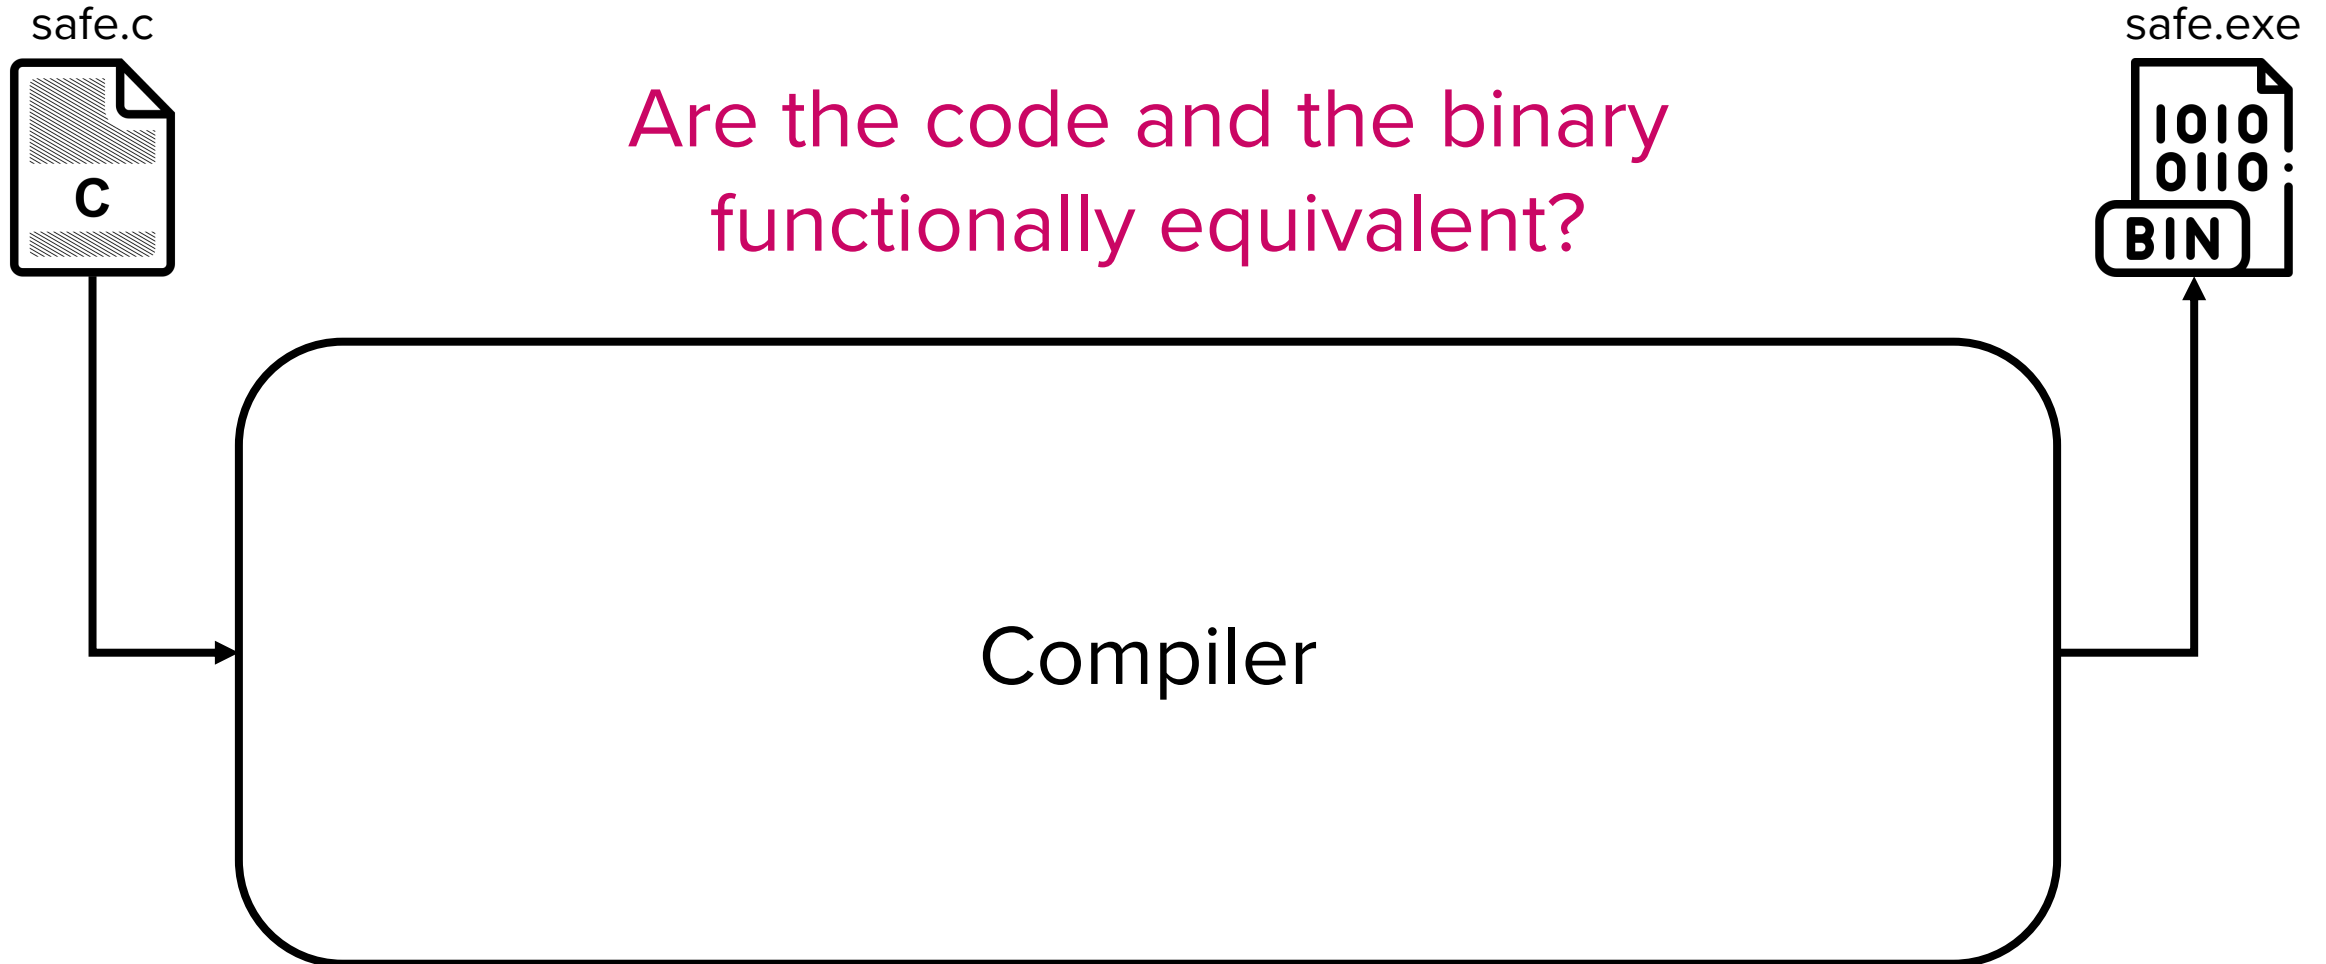 safe.c
safe.exe
Are the code and the binary
functionally equivalent?
C
1010
0110
BIN
Compiler